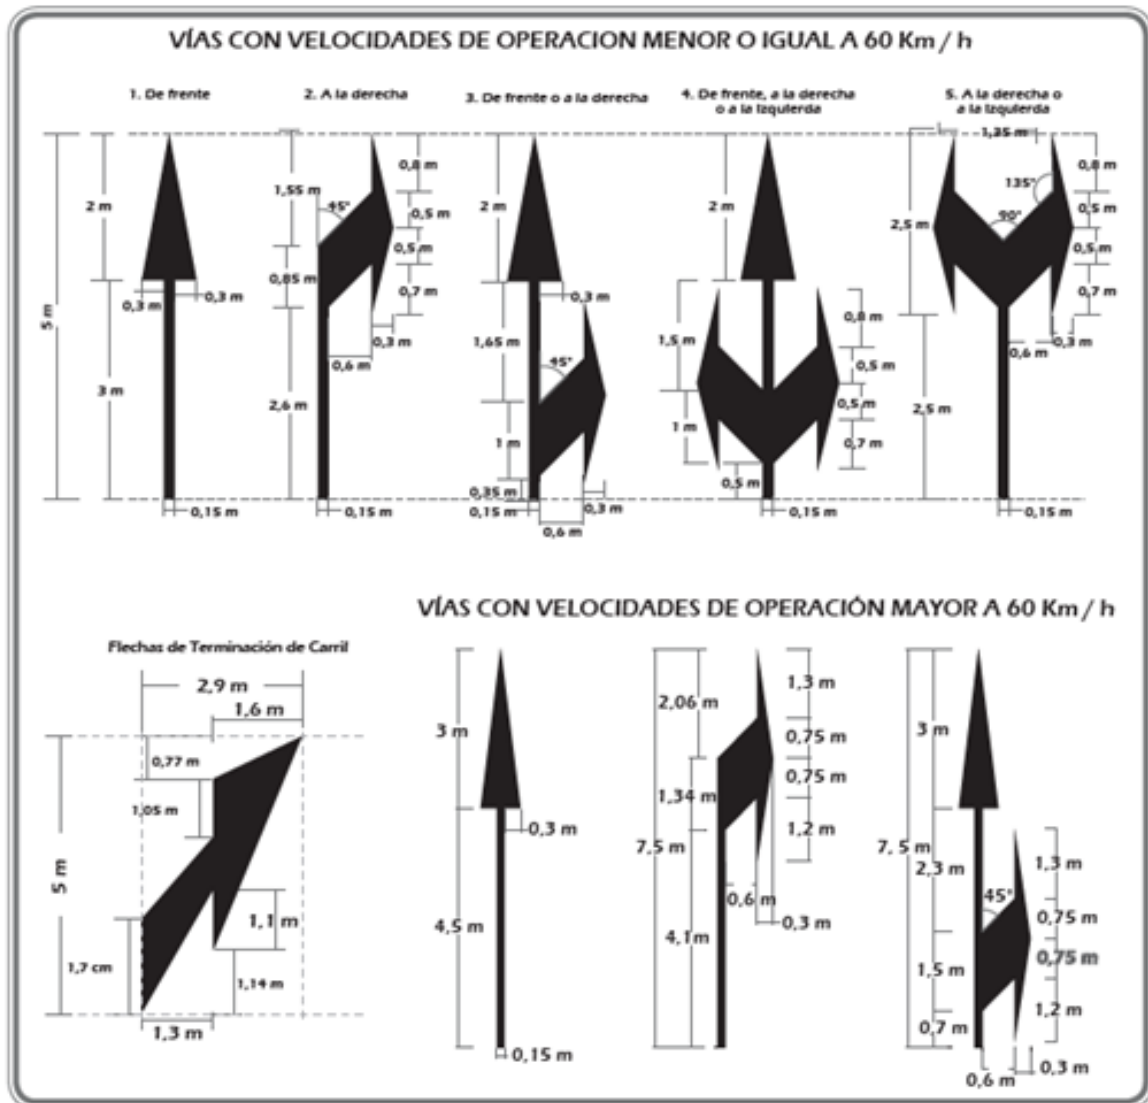 VÍAS CON VELOCIDADES DE OPERACION MENOR O IGUAL A 60 Km / h
1. De frente
2. A la derecha
3. De frente o a la derecha
4. De frente, a la derecha
o a la Izquierda
5. A la derecha o
a la Izquierda
5 m
2 m
3 m
0,3 m
0,3 m
0,15 m
1,55 m
45°
0,85 m
2,6 m
0,8 m
0,5 m
0,5 m
0,7 m
0,3 m
0,6 m
0,15 m
2 m
0,3 m
1,65 m
45°
1 m
0,35 m
0,15 m
0,3 m
0,6 m
2 m
1,5 m
1 m
0,5 m
0,8 m
0,5 m
0,5 m
0,7 m
0,15 m
1,35 m
135°
90°
2,5 m
2,5 m
0,8 m
0,5 m
0,5 m
0,7 m
0,3 m
0,6 m
0,15 m
VÍAS CON VELOCIDADES DE OPERACIÓN MAYOR A 60 Km / h
Flechas de Terminación de Carril
2,9 m
1,6 m
0,77 m
1,05 m
5 m
1,1 m
1,7 cm
1,14 m
1,3 m
3 m
0,3 m
4,5 m
0,15 m
2,06 m
1,34 m
7,5 m
4,1 m
1,3 m
0,75 m
0,75 m
1,2 m
0,6 m
0,3 m
3 m
7, 5 m
2,3 m
45°
1,5 m
0,7 m
1,3 m
0,75 m
0,75 m
1,2 m
0,3 m
0,6 m